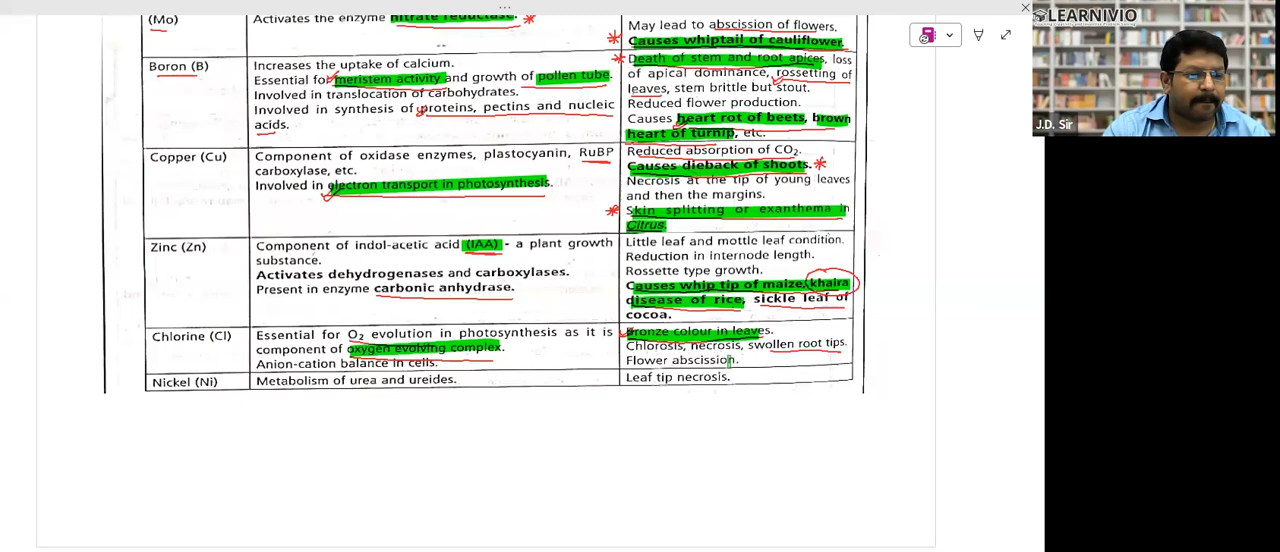 (Mo)
Activates the enzyme nitrate reductase.
May lead to abscission of flowers.
Causes whiptail of cauliflower.
Boron (B)
Increases the uptake of calcium.
Essential for meristem activity and growth of pollen tube.
Involved in translocation of carbohydrates.
Involved in synthesis of proteins, pectins and nucleic
acids.
Death of stem and root apices, loss
of apical dominance, rossetting of
leaves, stem brittle but stout.
Reduced flower production.
Causes heart rot of beets, brown
heart of turnip, etc.
Copper (Cu)
Component of oxidase enzymes, plastocyanin, RuBP
carboxylase, etc.
Involved in electron transport in photosynthesis.
Reduced absorption of CO2.
Causes dieback of shoots.
Necrosis at the tip of young leaves
and then the margins.
Skin splitting or exanthema in
Citrus.
Zinc (Zn)
Component of indol-acetic acid (IAA) - a plant growth
substance.
Activates dehydrogenases and carboxylases.
Present in enzyme carbonic anhydrase.
Little leaf and mottle leaf condition.
Reduction in internode length.
Rossette type growth.
Causes whip tip of maize, khaira
disease of rice, sickle leaf of
cocoa.
Chlorine (Cl)
Essential for O2 evolution in photosynthesis as it is
component of oxygen evolving complex.
Anion-cation balance in cells.
Bronze colour in leaves.
Chlorosis, necrosis, swollen root tips.
Flower abscission.
Nickel (Ni)
Metabolism of urea and ureides.
Leaf tip necrosis.
LEARNIVIO
J.D. Sir